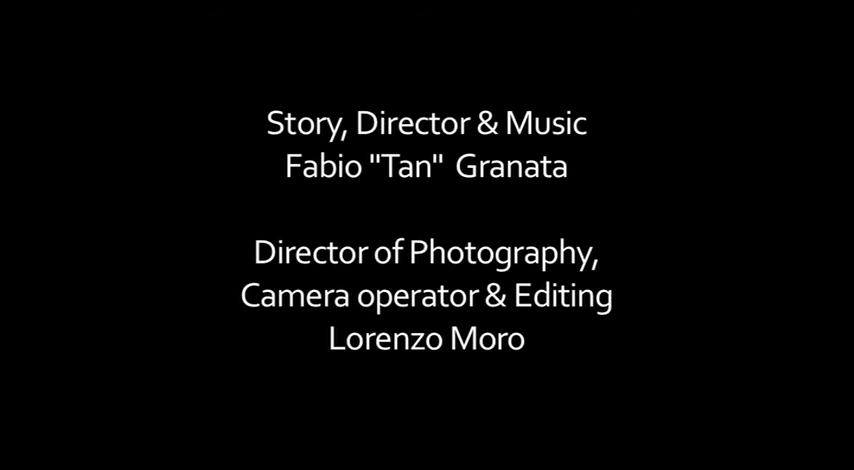 Story, Director & Music
Fabio "Tan" Granata
Director of Photography,
Camera operator & Editing
Lorenzo Moro